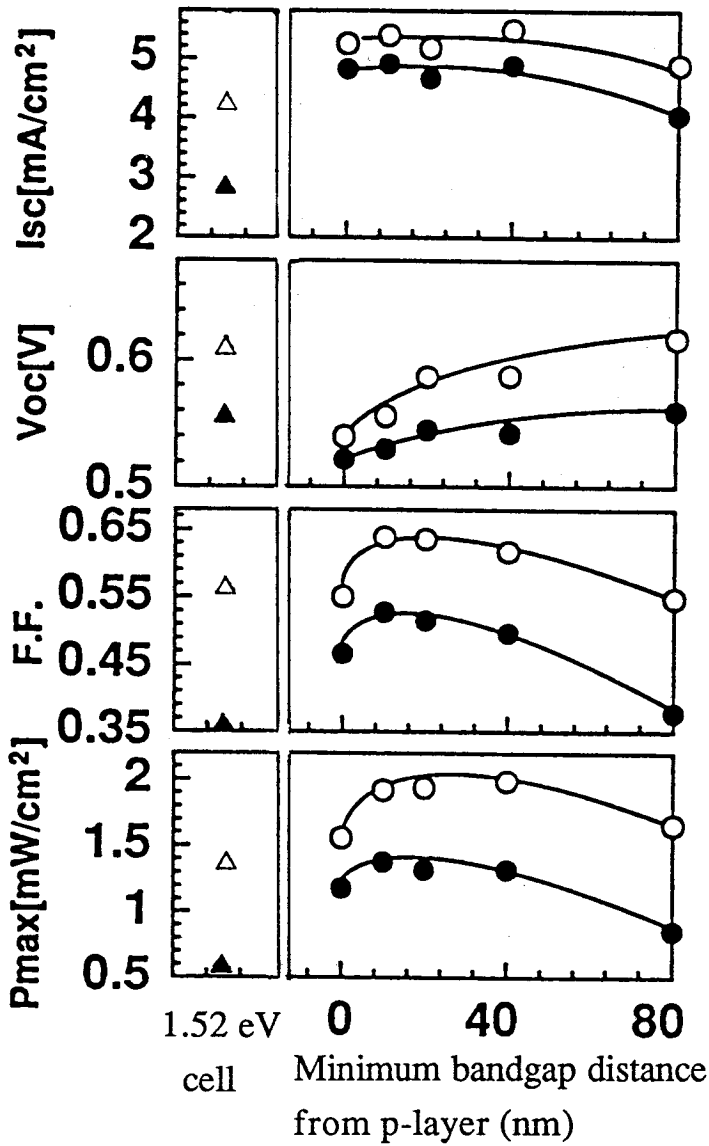 Isc[mA/cm²]
5
4
3
2
Voc[V]
0.6
0.5
F.F.
0.65
0.55
0.45
0.35
Pmax[mW/cm²]
2
1.5
1
0.5
1.52 eV
cell
0 40 80
Minimum bandgap distance
from p-layer (nm)